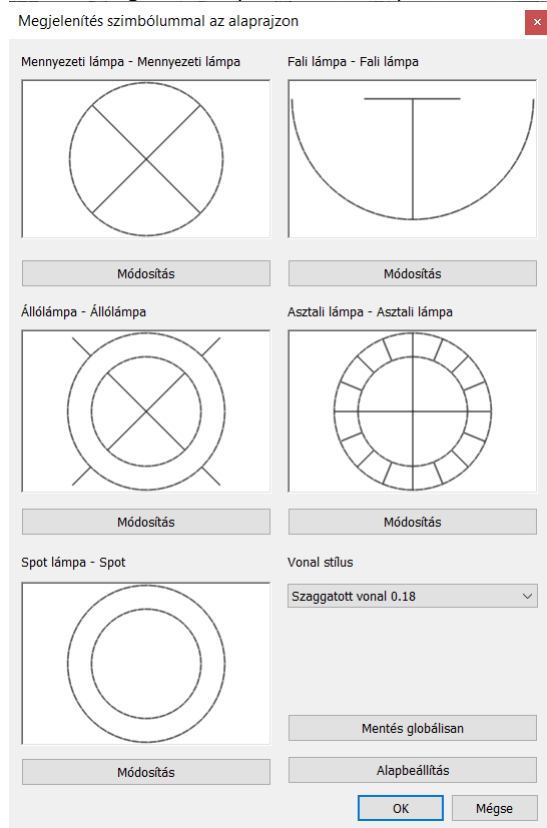 Megjelenítés szimbólummal az alaprajzon
Mennyezeti lámpa - Mennyezeti lámpa
Fali lámpa - Fali lámpa
Módosítás
Módosítás
Állólámpa - Állólámpa
Asztali lámpa - Asztali lámpa
Módosítás
Módosítás
Spot lámpa - Spot
Vonal stílus
Szaggatott vonal 0.18
Mentés globálisan
Módosítás
Alapbeállítás
OK
Mégse